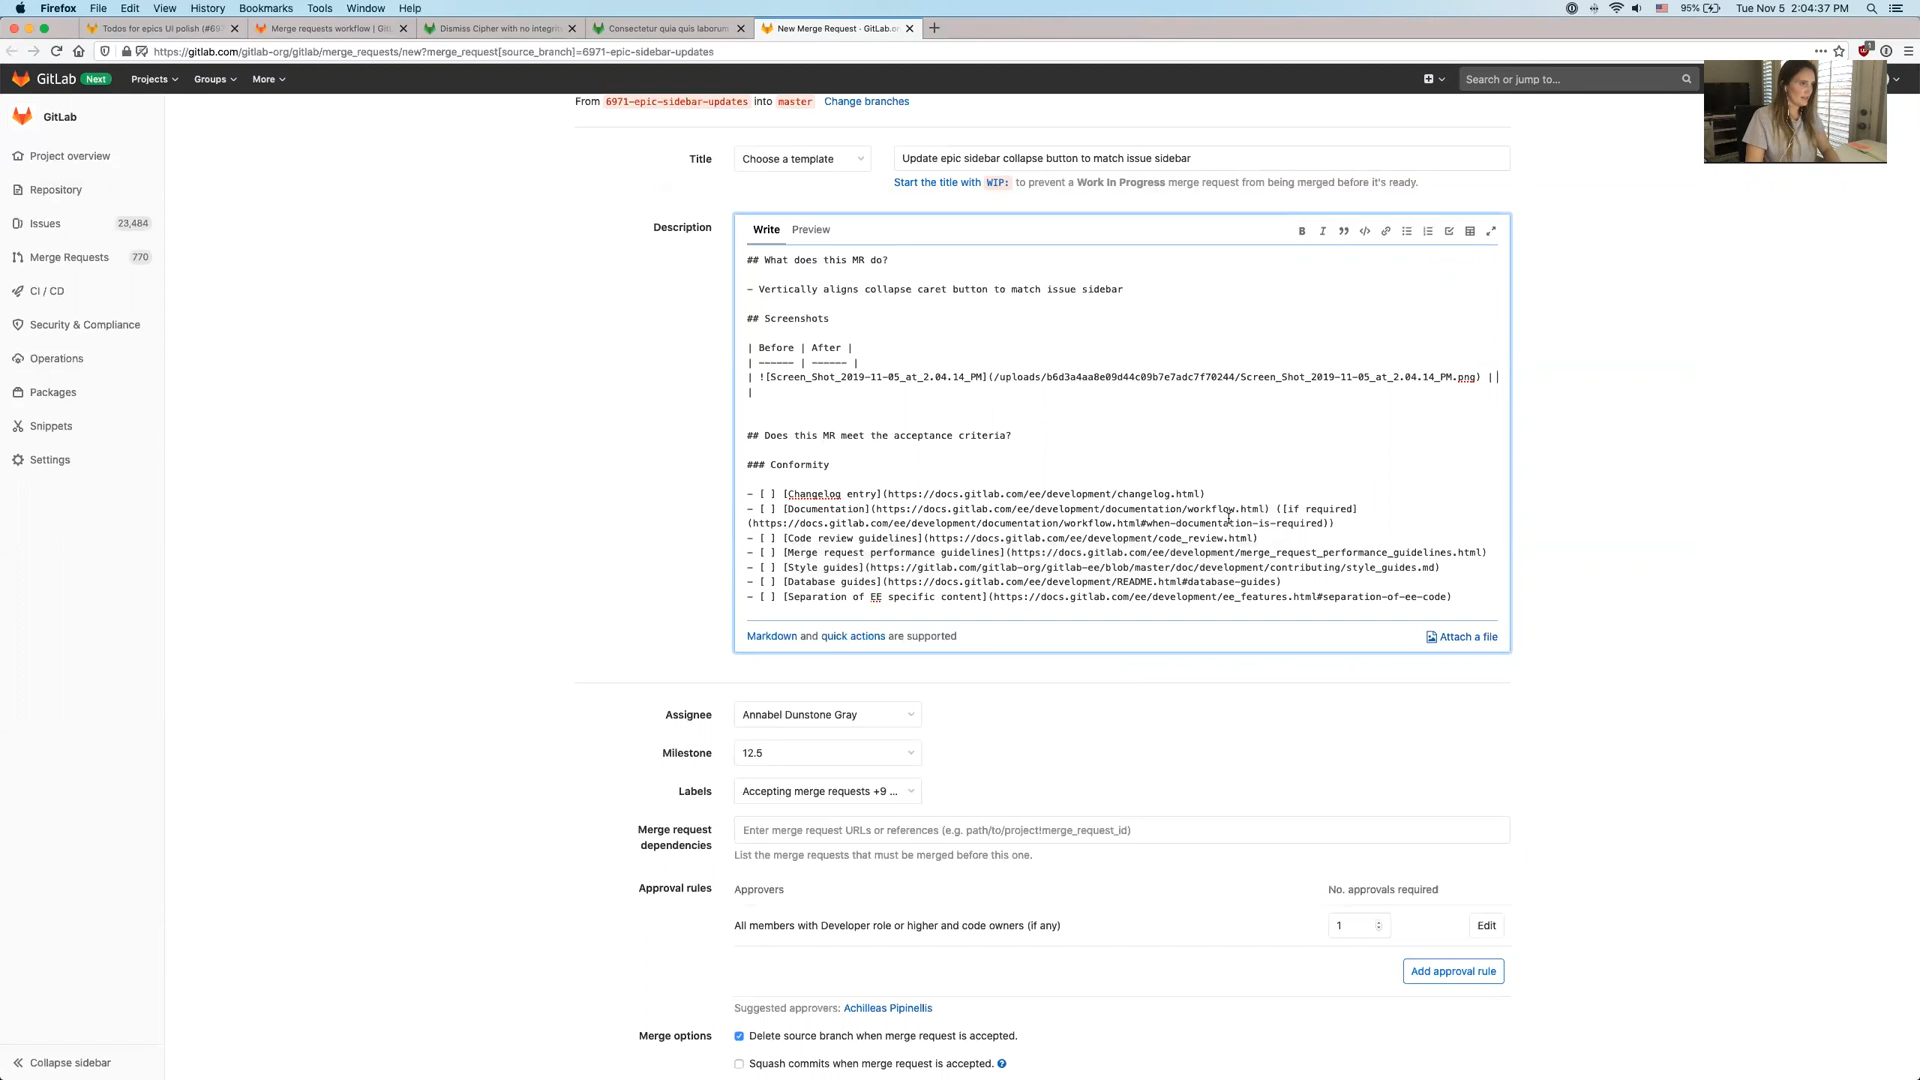 Firefox File Edit View History Bookmarks Tools Window Help 95% Tue Nov 5 2:04:37 PM
Todos for epics UI polish (#697 Merge requests workflow | GitL Dismiss Cipher with no integrit Consectetur quia quis laborum New Merge Request · GitLab.o
https://gitlab.com/gitlab-org/gitlab/merge_requests/new?merge_request[source_branch]=6971-epic-sidebar-updates
GitLab Next Projects Groups More Search or jump to...
GitLab
Project overview
Repository
Issues 23,484
Merge Requests 770
CI / CD
Security & Compliance
Operations
Packages
Snippets
Settings
Collapse sidebar
From 6971-epic-sidebar-updates into master Change branches
Title Choose a template Update epic sidebar collapse button to match issue sidebar
Start the title with WIP: to prevent a Work In Progress merge request from being merged before it's ready.
Description
Write Preview
## What does this MR do?
- Vertically aligns collapse caret button to match issue sidebar
## Screenshots
| Before | After |
| ------ | ------ |
| ![Screen_Shot_2019-11-05_at_2.04.14_PM](/uploads/b6d3a4aa8e09d44c09b7e7adc7f70244/Screen_Shot_2019-11-05_at_2.04.14_PM.png) |
|
## Does this MR meet the acceptance criteria?
### Conformity
- [ ] [Changelog entry](https://docs.gitlab.com/ee/development/changelog.html)
- [ ] [Documentation](https://docs.gitlab.com/ee/development/documentation/workflow.html) ([if required]
(https://docs.gitlab.com/ee/development/documentation/workflow.html#when-documentation-is-required))
- [ ] [Code review guidelines](https://docs.gitlab.com/ee/development/code_review.html)
- [ ] [Merge request performance guidelines](https://docs.gitlab.com/ee/development/merge_request_performance_guidelines.html)
- [ ] [Style guides](https://gitlab.com/gitlab-org/gitlab-ee/blob/master/doc/development/contributing/style_guides.md)
- [ ] [Database guides](https://docs.gitlab.com/ee/development/README.html#database-guides)
- [ ] [Separation of EE specific content](https://docs.gitlab.com/ee/development/ee_features.html#separation-of-ee-code)
Markdown and quick actions are supported Attach a file
Assignee Annabel Dunstone Gray
Milestone 12.5
Labels Accepting merge requests +9 ...
Merge request dependencies Enter merge request URLs or references (e.g. path/to/project!merge_request_id)
List the merge requests that must be merged before this one.
Approval rules Approvers No. approvals required
All members with Developer role or higher and code owners (if any) 1 Edit
Add approval rule
Suggested approvers: Achilleas Pipinellis
Merge options Delete source branch when merge request is accepted.
Squash commits when merge request is accepted.